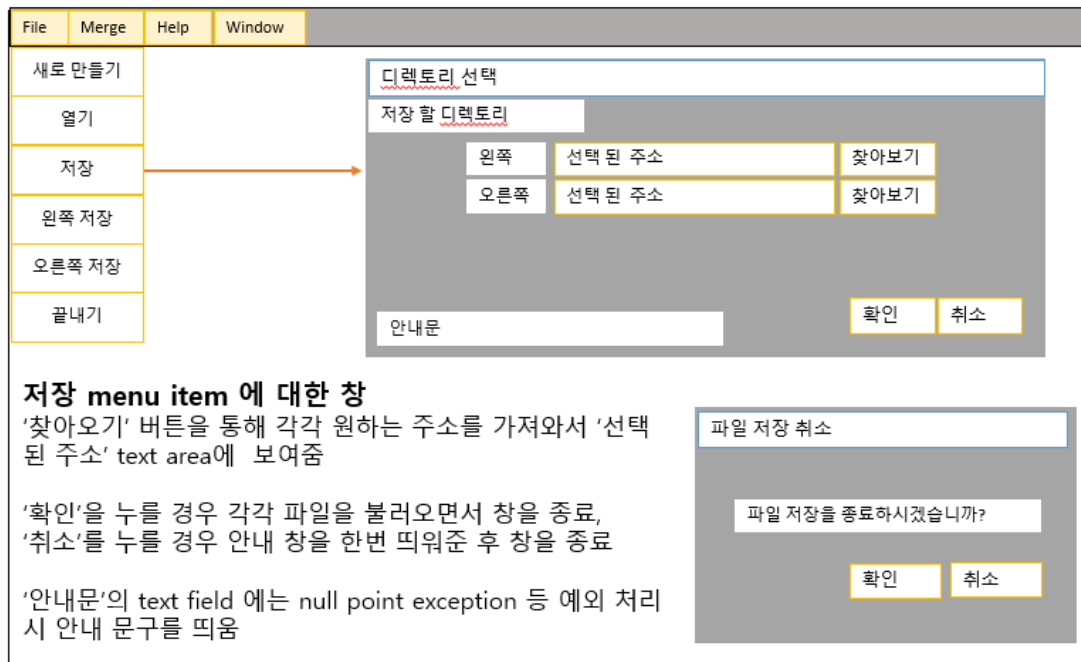 File Merge Help Window
새로 만들기
열기
저장
왼쪽 저장
오른쪽 저장
끝내기
디렉토리 선택
저장 할 디렉토리
왼쪽 선택 된 주소 찾아보기
오른쪽 선택 된 주소 찾아보기
안내문
확인 취소
저장 menu item 에 대한 창
‘찾아오기’ 버튼을 통해 각각 원하는 주소를 가져와서 ‘선택
된 주소’ text area에 보여줌
‘확인’을 누를 경우 각각 파일을 불러오면서 창을 종료,
‘취소’를 누를 경우 안내 창을 한번 띄워준 후 창을 종료
‘안내문’의 text field 에는 null point exception 등 예외 처리
시 안내 문구를 띄움
파일 저장 취소
파일 저장을 종료하시겠습니까?
확인 취소